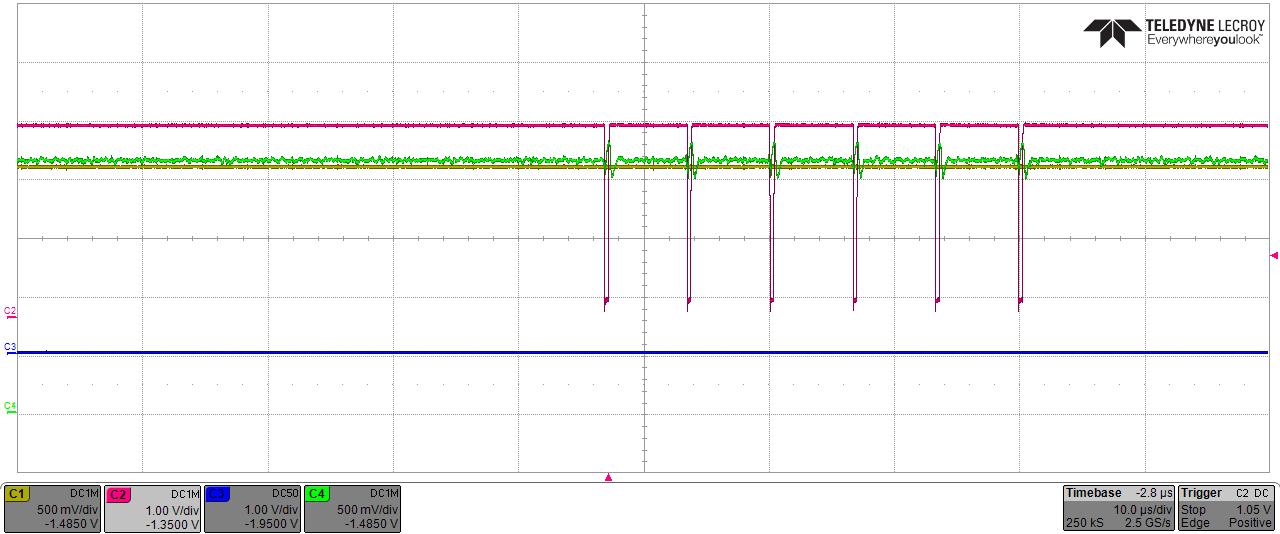 TELEDYNE LECROY
Everywhereyoulook™
C2
C3
C4
C1 DC1M
500 mV/div
-1.4850 V
C2 DC1M
1.00 V/div
-1.3500 V
C3 DC50
1.00 V/div
-1.9500 V
C4 DC1M
500 mV/div
-1.4850 V
Timebase -2.8 µs
10.0 µs/div
250 kS 2.5 GS/s
Trigger C2 DC
Stop 1.05 V
Edge Positive